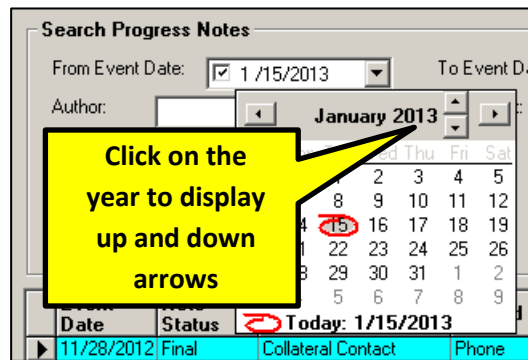 Search Progress Notes
From Event Date: 1/15/2013 To Event D
Author:
January 2013
Thu Fri Sat
1 2 3 4 5
8 9 10 11 12
15 16 17 18 19
22 23 24 25 26
29 30 31 1 2
5 6 7 8 9
Today: 1/15/2013
Click on the
year to display
up and down
arrows
Date Status
11/28/2012 Final Collateral Contact Phone